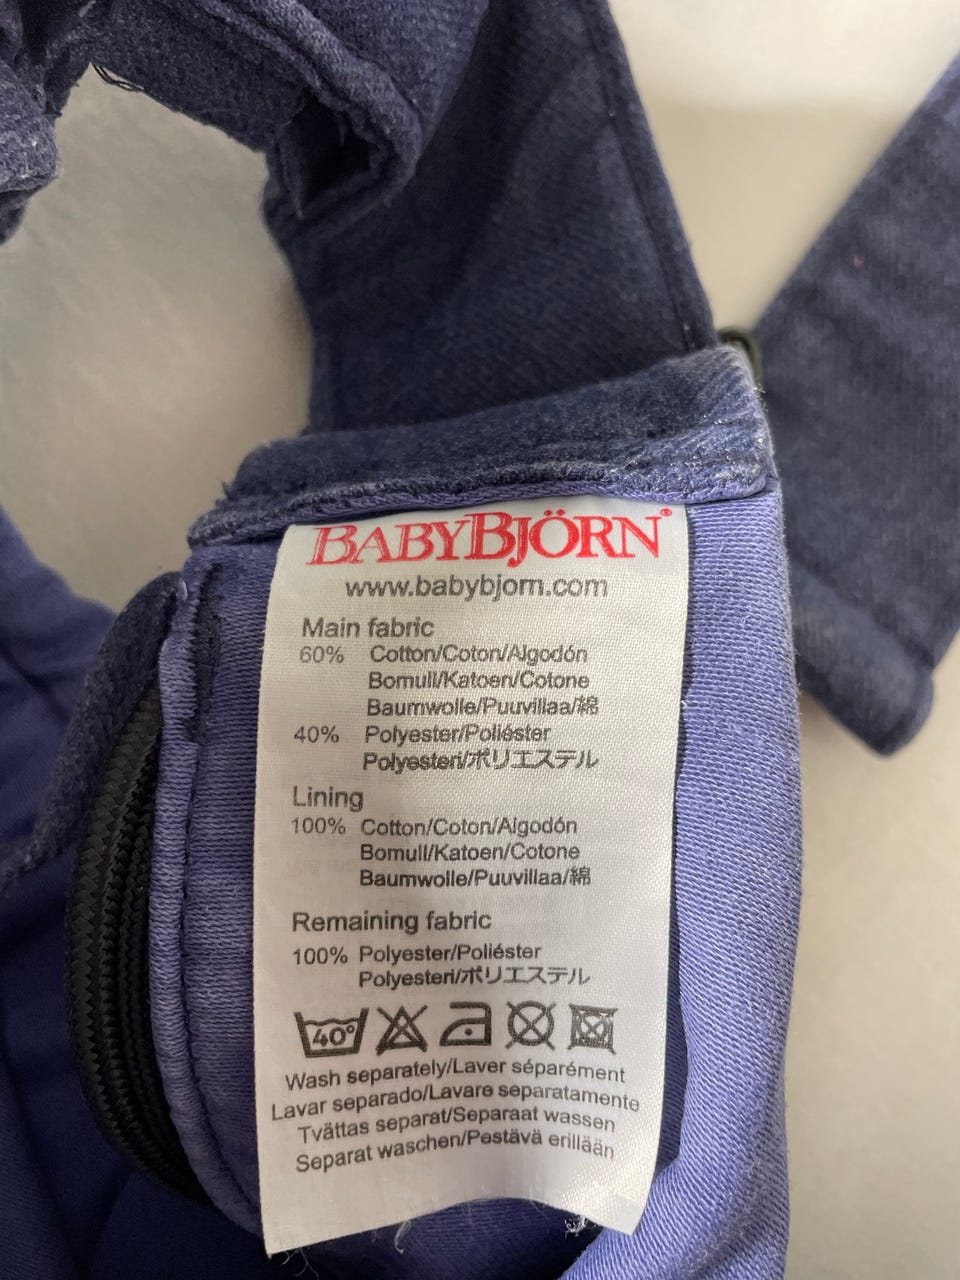 BABYBJÖRN®
www.babybjorn.com
Main fabric
60% Cotton/Coton/Algodón
Bomull/Katoen/Cotone
Baumwolle/Puuvillaa/綿
40% Polyester/Poliéster
Polyesteri/ポリエステル
Lining
100% Cotton/Coton/Algodón
Bomull/Katoen/Cotone
Baumwolle/Puuvillaa/綿
Remaining fabric
100% Polyester/Poliéster
Polyesteri/ポリエステル
40°
Wash separately/Laver séparément
Lavar separado/Lavare separatamente
Tvättas separat/Separaat wassen
Separat waschen/Pestävä erillään